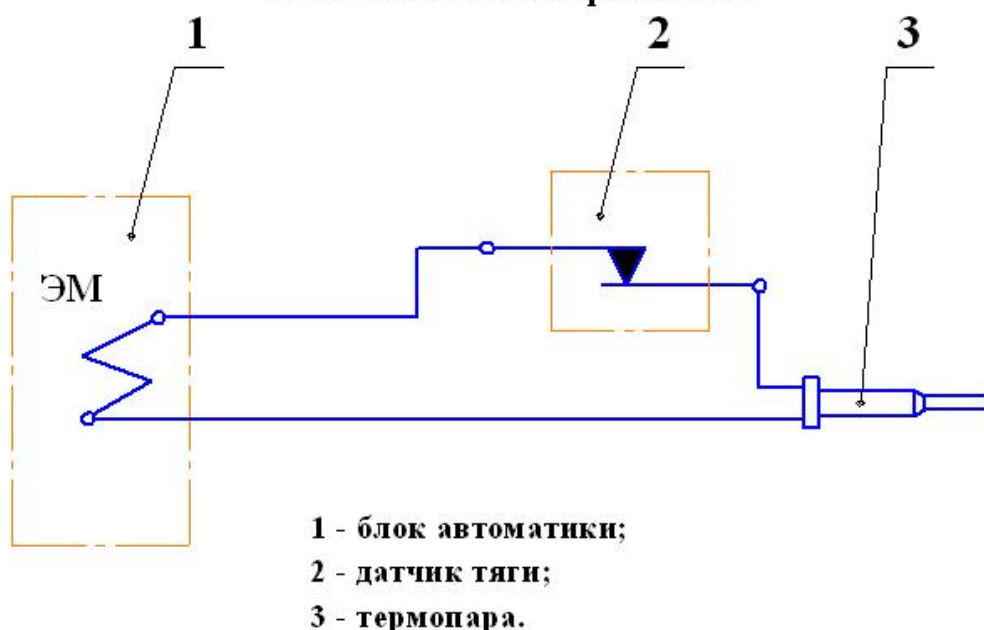 1 2 3
ЭМ
1 - блок автоматики;
2 - датчик тяги;
3 - термопара.